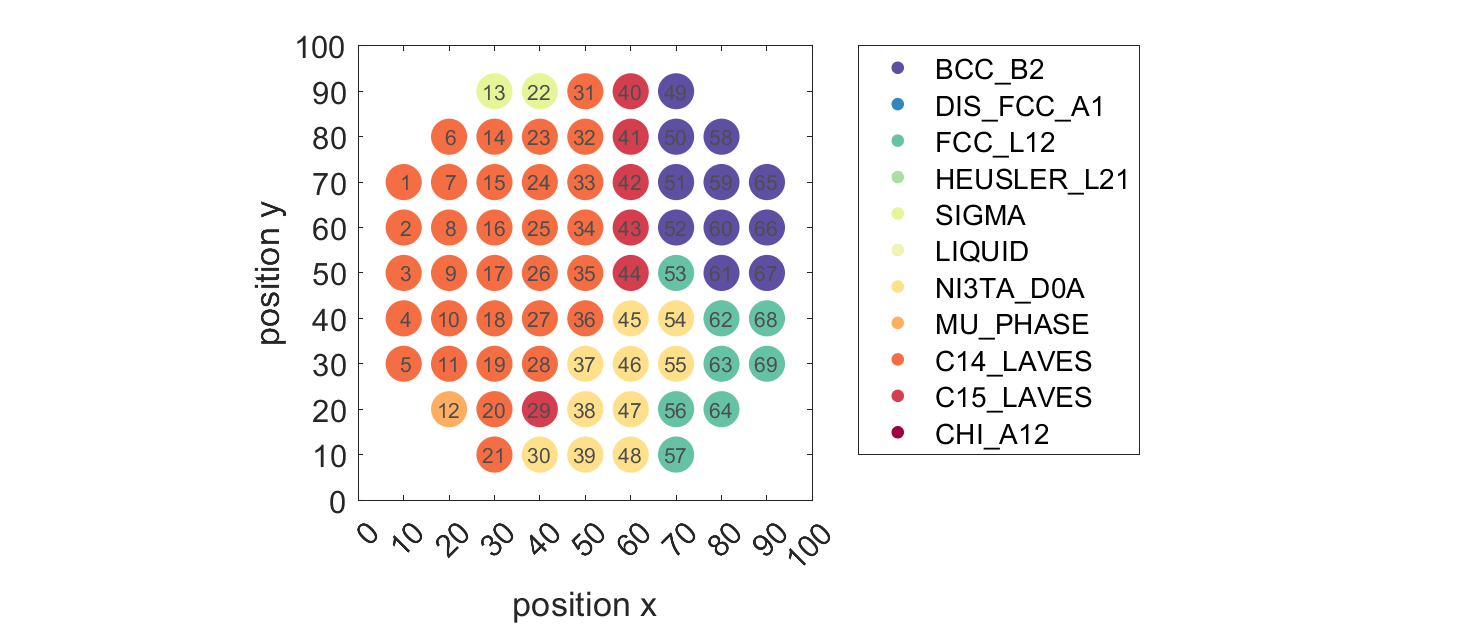 100
90
80
70
60
50
40
30
20
10
0
position y
13 22 31 40 49
6 14 23 32 41 50 58
1 7 15 24 33 42 51 59 65
2 8 16 25 34 43 52 60 66
3 9 17 26 35 44 53 61 67
4 10 18 27 36 45 54 62 68
5 11 19 28 37 46 55 63 69
12 20 29 38 47 56 64
21 30 39 48 57
0 10 20 30 40 50 60 70 80 90 100
position x
BCC_B2
DIS_FCC_A1
FCC_L12
HEUSLER_L21
SIGMA
LIQUID
NI3TA_D0A
MU_PHASE
C14_LAVES
C15_LAVES
CHI_A12